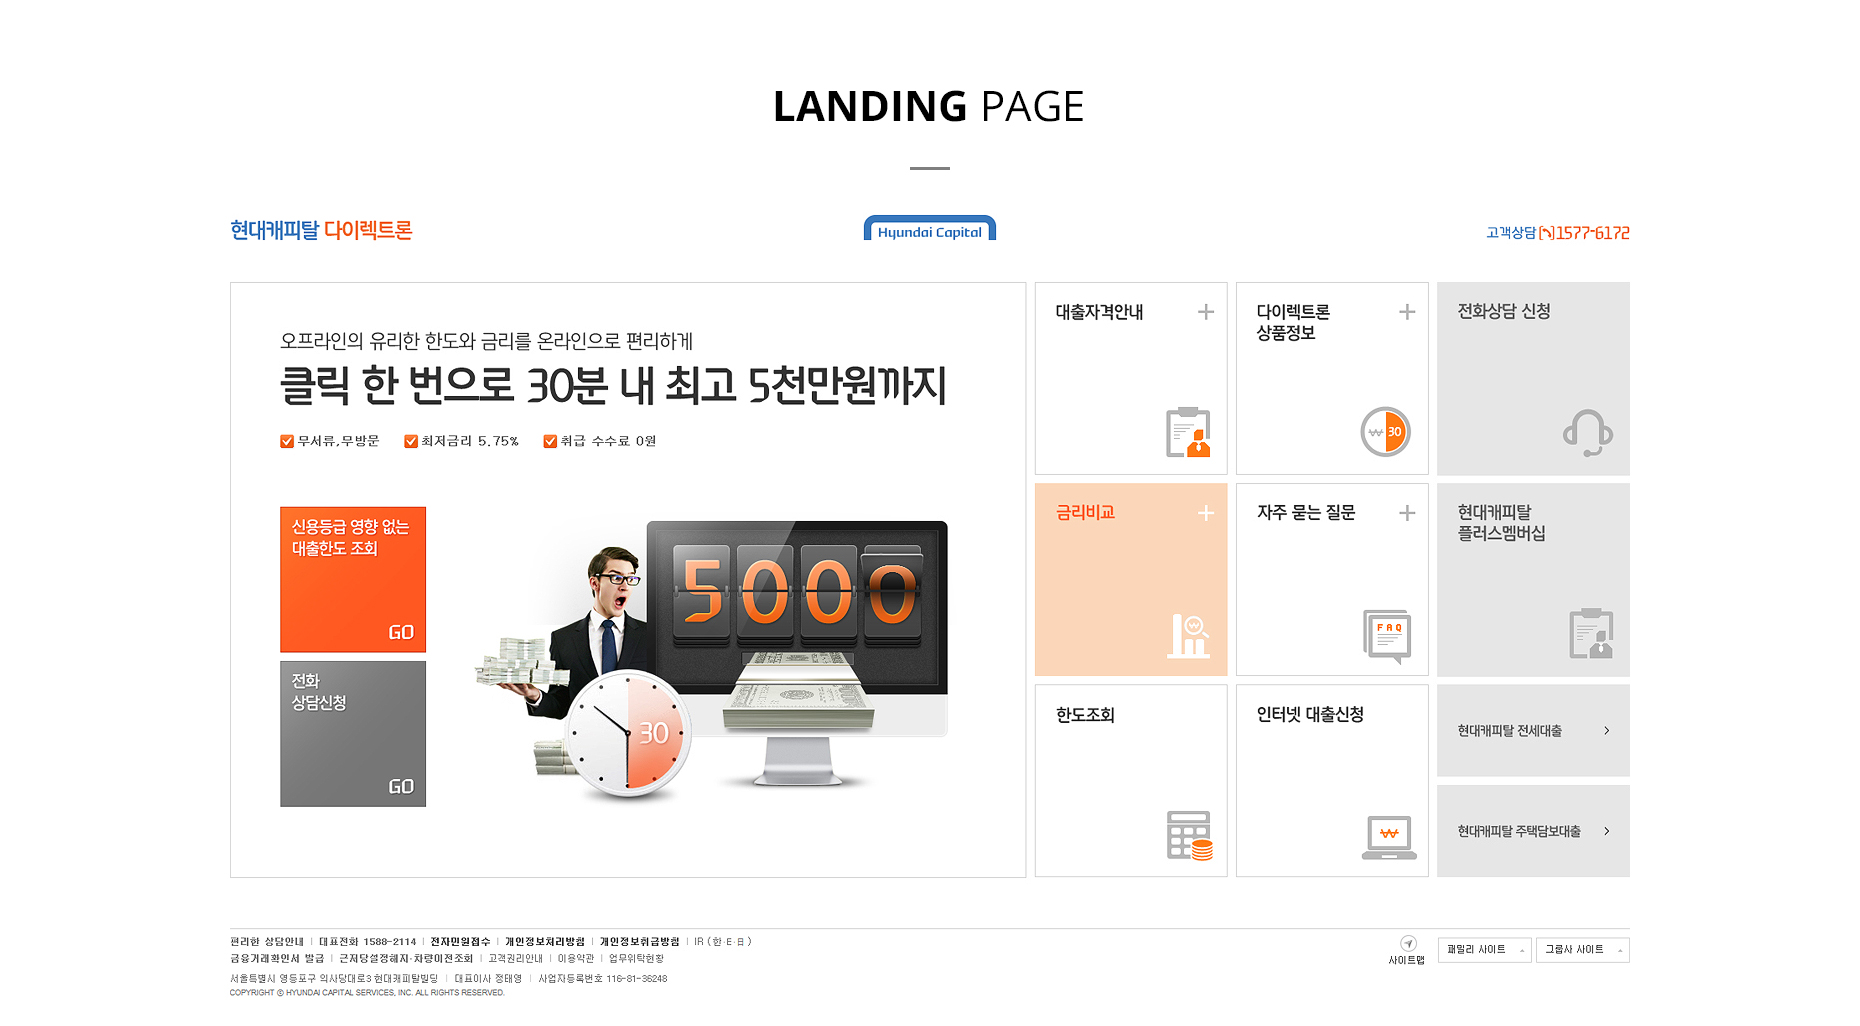 LANDING PAGE
현대캐피탈 다이렉트론
Hyundai Capital
고객상담 1577-6172
오프라인의 유리한 한도와 금리를 온라인으로 편리하게
클릭 한 번으로 30분 내 최고 5천만원까지
무서류,무방문 최저금리 5.75% 취급 수수료 0원
신용등급 영향 없는
대출한도 조회
GO
전화
상담신청
GO
5000
30
대출자격안내
다이렉트론
상품정보
₩ 30
전화상담 신청
금리비교
₩
자주 묻는 질문
FAQ
현대캐피탈
플러스멤버십
한도조회
인터넷 대출신청
₩
현대캐피탈 전세대출
현대캐피탈 주택담보대출
편리한 상담안내 | 대표전화 1588-2114 | 전자민원접수 | 개인정보처리방침 | 개인정보취급방침 | IR (한·E·日)
금융거래확인서 발급 | 근저당설정해지·차량이전조회 | 고객권리안내 | 이용약관 | 업무위탁현황
서울특별시 영등포구 의사당대로3 현대캐피탈빌딩 | 대표이사 정태영 | 사업자등록번호 116-81-36248
COPYRIGHT ⓒ HYUNDAI CAPITAL SERVICES, INC. ALL RIGHTS RESERVED.
사이트맵
패밀리 사이트
그룹사 사이트